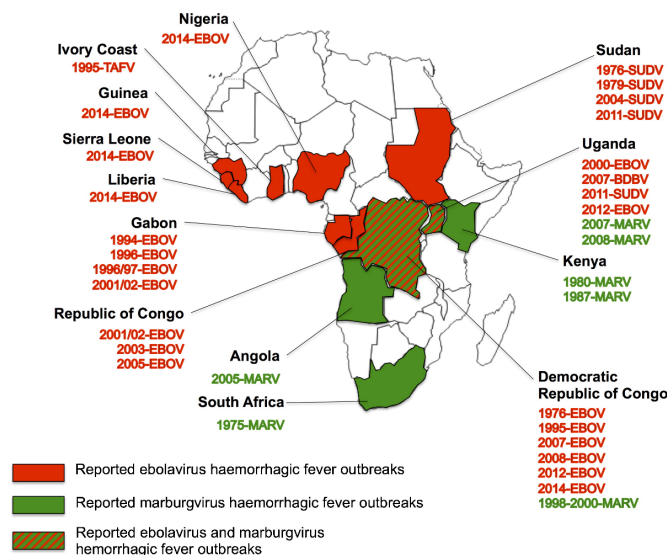 Nigeria
2014-EBOV
Ivory Coast
1995-TAFV
Guinea
2014-EBOV
Sierra Leone
2014-EBOV
Liberia
2014-EBOV
Gabon
1994-EBOV
1996-EBOV
1996/97-EBOV
2001/02-EBOV
Republic of Congo
2001/02-EBOV
2003-EBOV
2005-EBOV
Angola
2005-MARV
South Africa
1975-MARV
Sudan
1976-SUDV
1979-SUDV
2004-SUDV
2011-SUDV
Uganda
2000-EBOV
2007-BDBV
2011-SUDV
2012-EBOV
2007-MARV
2008-MARV
Kenya
1980-MARV
1987-MARV
Democratic
Republic of Congo
1976-EBOV
1995-EBOV
2007-EBOV
2008-EBOV
2012-EBOV
2014-EBOV
1998-2000-MARV
Reported ebolavirus haemorrhagic fever outbreaks
Reported marburgvirus haemorrhagic fever outbreaks
Reported ebolavirus and marburgvirus
hemorrhagic fever outbreaks